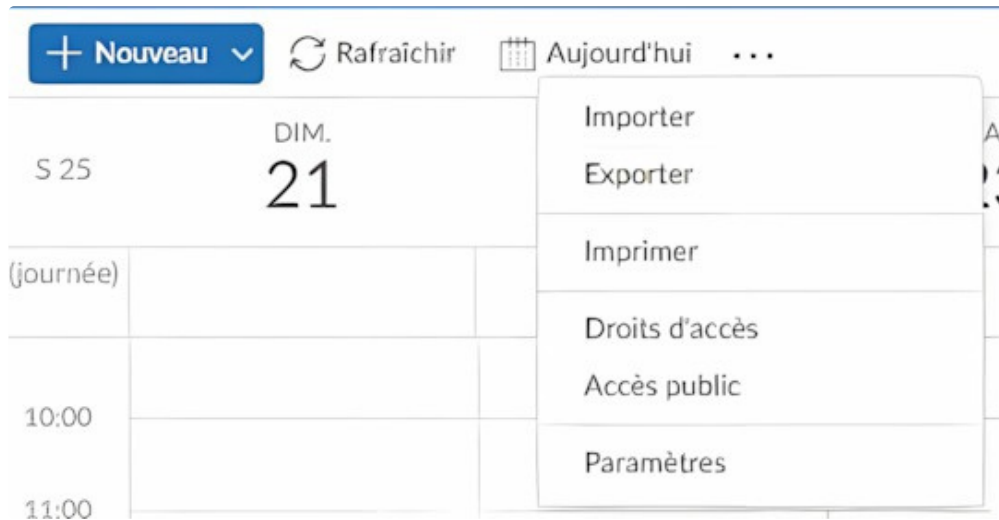 Nouveau Rafraîchir Aujourd'hui ...
Importer
Exporter
Imprimer
Droits d'accès
Accès public
Paramètres
S 25
DIM.
21
(journée)
10:00
11:00